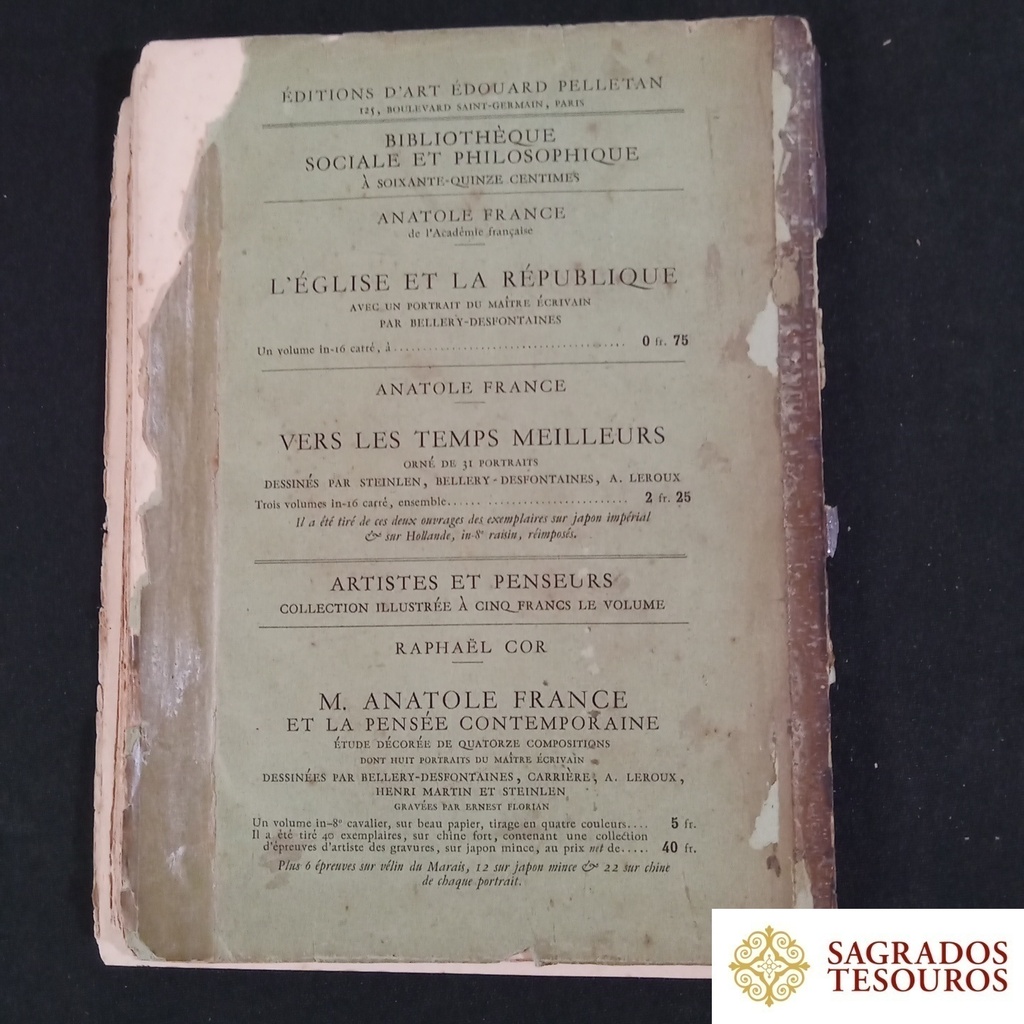 ÉDITIONS D'ART ÉDOUARD PELLETAN
125, BOULEVARD SAINT-GERMAIN, PARIS
BIBLIOTHÈQUE
SOCIALE ET PHILOSOPHIQUE
À SOIXANTE-QUINZE CENTIMES
ANATOLE FRANCE
de l'Académie française
L'ÉGLISE ET LA RÉPUBLIQUE
AVEC UN PORTRAIT DU MAÎTRE ÉCRIVAIN
PAR BELLERY-DESFONTAINES
Un volume in-16 carré, à ........................................ 0 fr. 75
ANATOLE FRANCE
VERS LES TEMPS MEILLEURS
ORNÉ DE 31 PORTRAITS
DESSINÉS PAR STEINLEN, BELLERY-DESFONTAINES, A. LEROUX
Trois volumes in-16 carré, ensemble...... ........................ 2 fr. 25
Il a été tiré de ces deux ouvrages des exemplaires sur japon impérial
& sur Hollande, in-8° raisin, réimposés.
ARTISTES ET PENSEURS
COLLECTION ILLUSTRÉE À CINQ FRANCS LE VOLUME
RAPHAËL COR
M. ANATOLE FRANCE
ET LA PENSÉE CONTEMPORAINE
ÉTUDE DÉCORÉE DE QUATORZE COMPOSITIONS
DONT HUIT PORTRAITS DU MAÎTRE ÉCRIVAIN
DESSINÉES PAR BELLERY-DESFONTAINES, CARRIÈRE, A. LEROUX,
HENRI MARTIN ET STEINLEN
GRAVÉES PAR ERNEST FLORIAN
Un volume in-8° cavalier, sur beau papier, tirage en quatre couleurs.... 5 fr.
Il a été tiré 40 exemplaires, sur chine fort, contenant une collection
d'épreuves d'artiste des gravures, sur japon mince, au prix net de..... 40 fr.
Plus 6 épreuves sur vélin du Marais, 12 sur japon mince & 22 sur chine
de chaque portrait.
SAGRADOS
TESOUROS